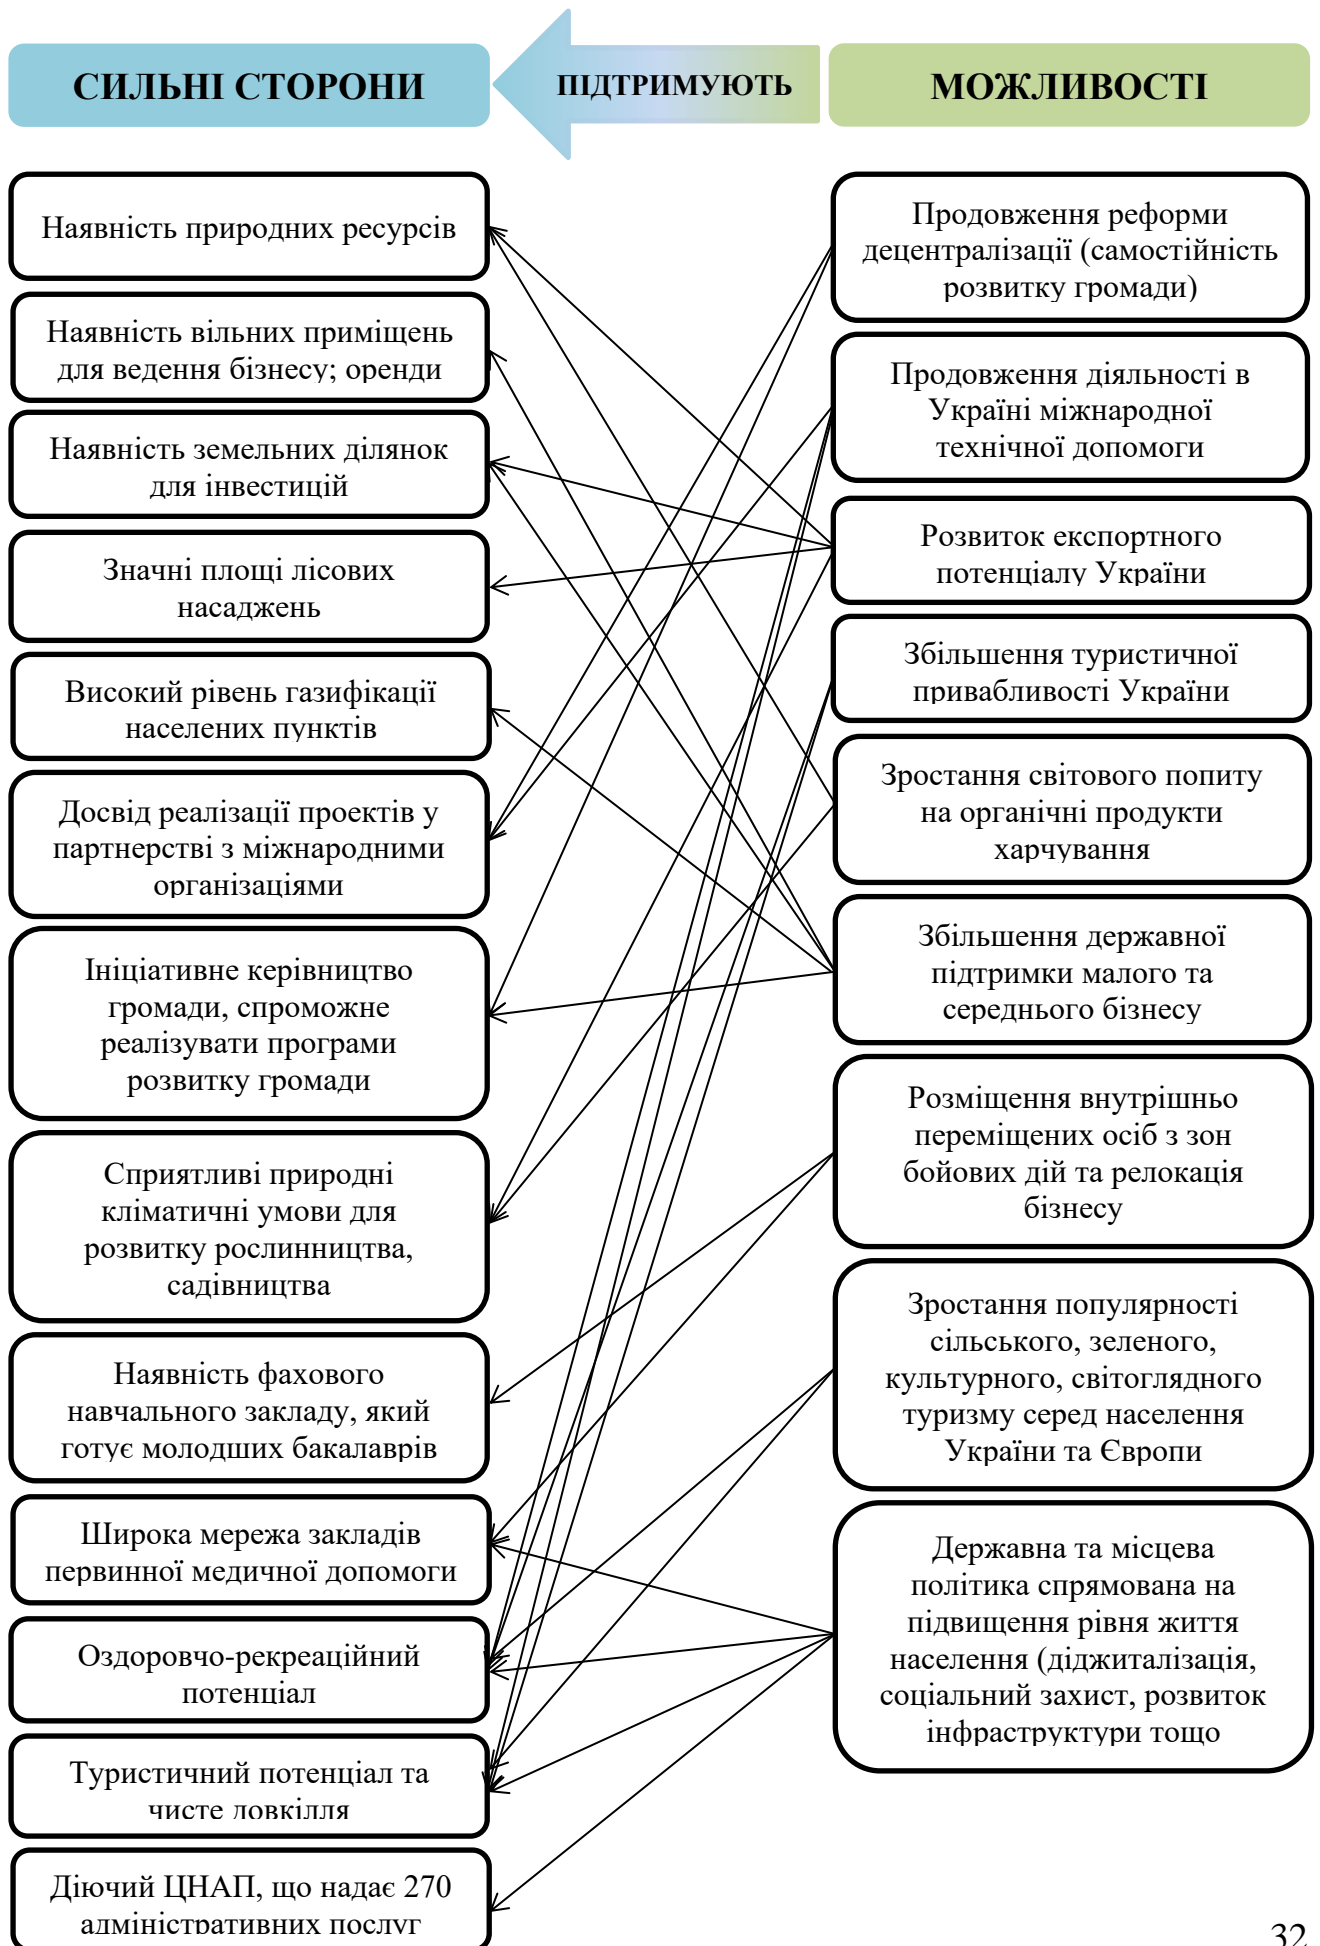 СИЛЬНІ СТОРОНИ
ПІДТРИМУЮТЬ
МОЖЛИВОСТІ
Наявність природних ресурсів
Наявність вільних приміщень
для ведення бізнесу; оренди
Наявність земельних ділянок
для інвестицій
Значні площі лісових
насаджень
Високий рівень газифікації
населених пунктів
Досвід реалізації проектів у
партнерстві з міжнародними
організаціями
Ініціативне керівництво
громади, спроможне
реалізувати програми
розвитку громади
Сприятливі природні
кліматичні умови для
розвитку рослинництва,
садівництва
Наявність фахового
навчального закладу, який
готує молодших бакалаврів
Широка мережа закладів
первинної медичної допомоги
Оздоровчо-рекреаційний
потенціал
Туристичний потенціал та
чисте довкілля
Діючий ЦНАП, що надає 270
адміністративних послуг
Продовження реформи
децентралізації (самостійність
розвитку громади)
Продовження діяльності в
Україні міжнародної
технічної допомоги
Розвиток експортного
потенціалу України
Збільшення туристичної
привабливості України
Зростання світового попиту
на органічні продукти
харчування
Збільшення державної
підтримки малого та
середнього бізнесу
Розміщення внутрішньо
переміщених осіб з зон
бойових дій та релокація
бізнесу
Зростання популярності
сільського, зеленого,
культурного, світоглядного
туризму серед населення
України та Європи
Державна та місцева
політика спрямована на
підвищення рівня життя
населення (діджиталізація,
соціальний захист, розвиток
інфраструктури тощо
32